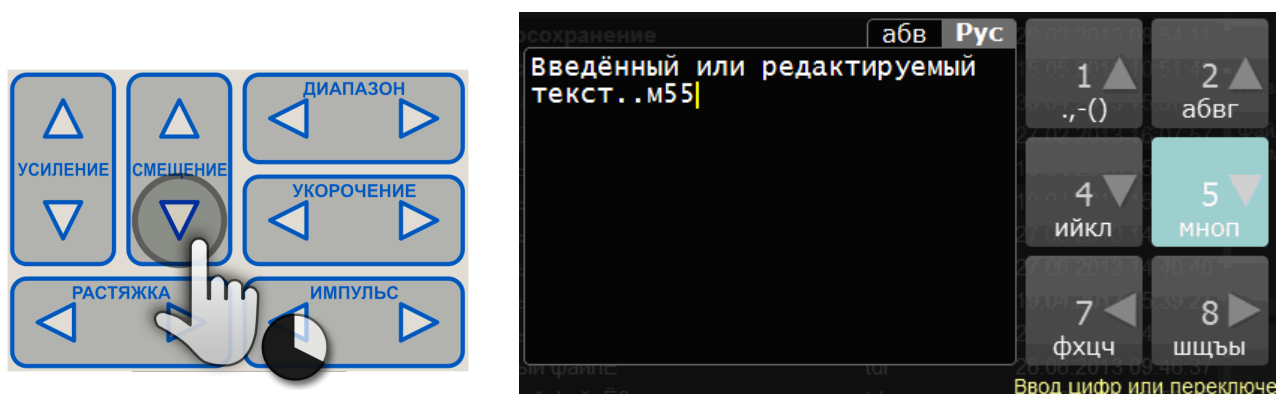 ДИАПАЗОН
УСИЛЕНИЕ
СМЕЩЕНИЕ
УКОРОЧЕНИЕ
РАСТЯЖКА
ИМПУЛЬС
абв Рус
Введённый или редактируемый
текст..м55
1
.,-()
2
абвг
4
ийкл
5
мноп
7
фхцч
8
шщъы
Ввод цифр или переключе